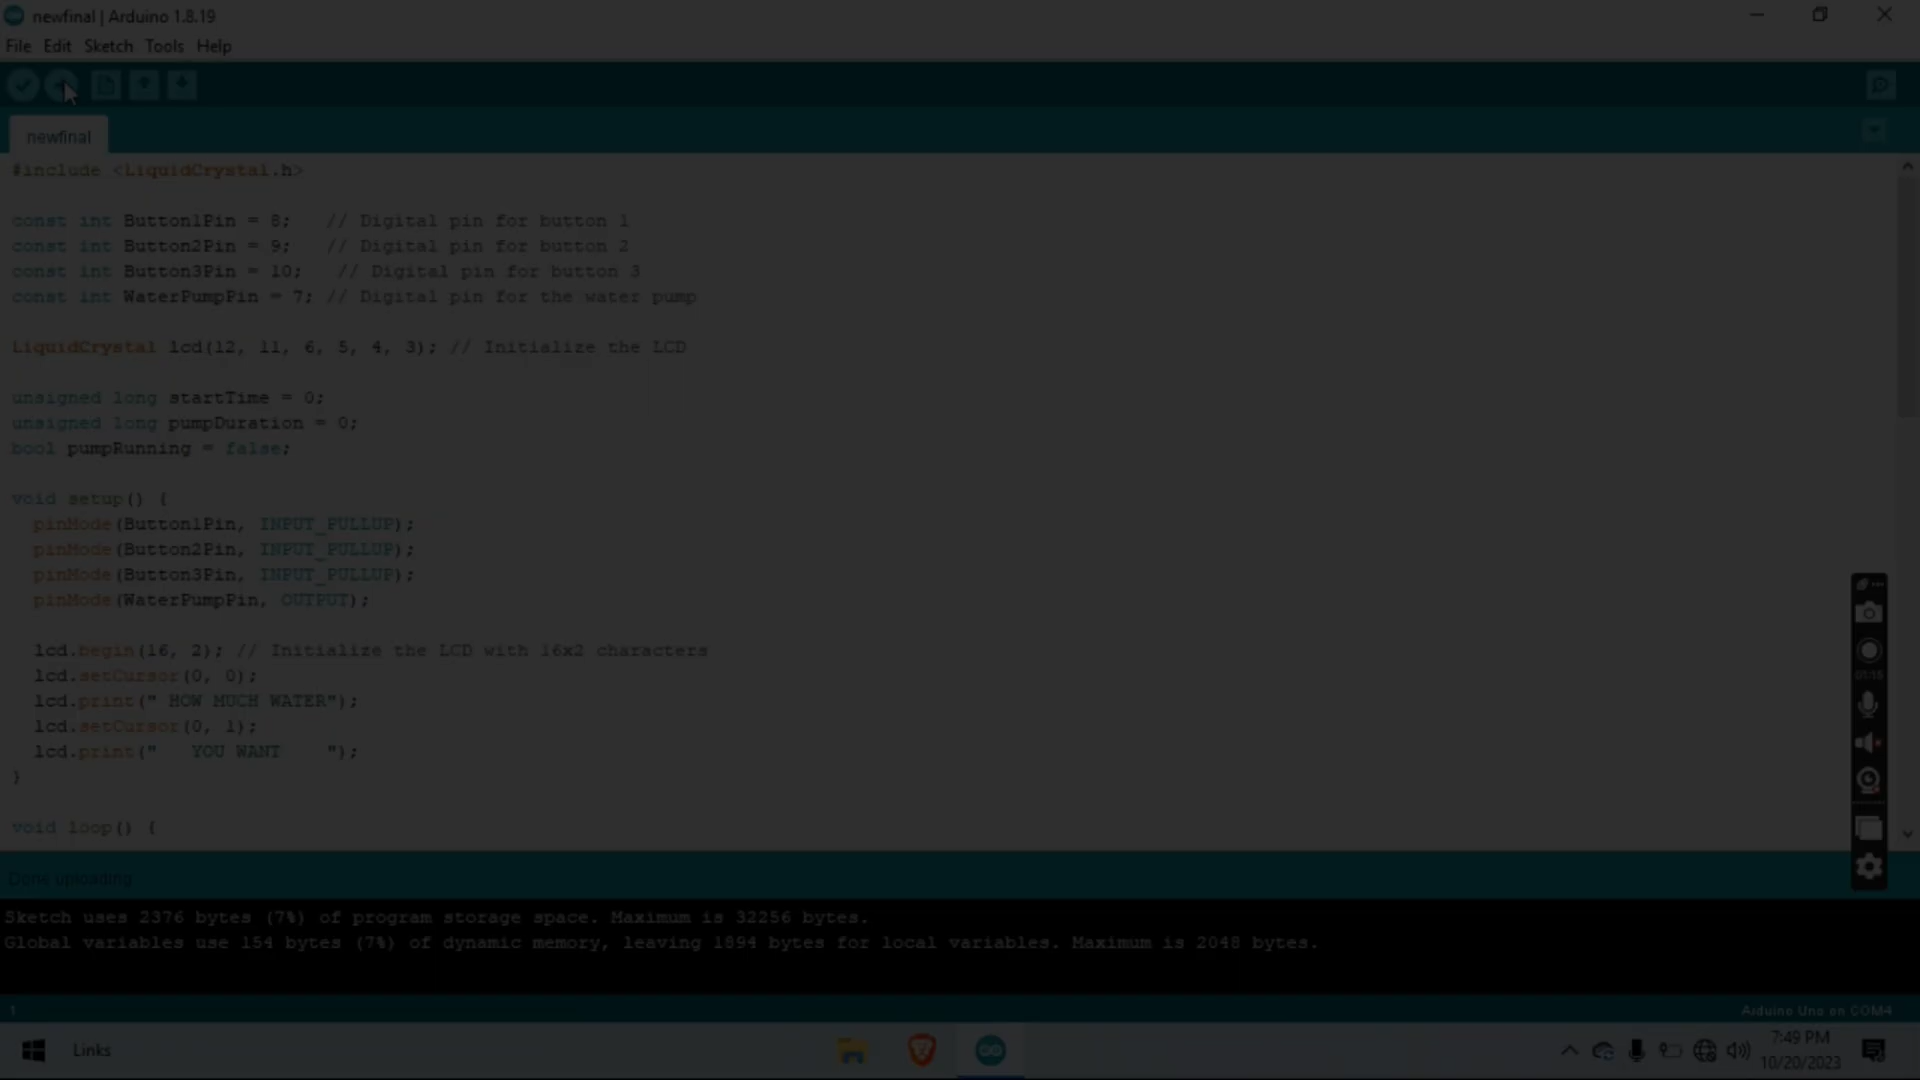 newfinal | Arduino 1.8.19
File Edit Sketch Tools Help
newfinal
#include <LiquidCrystal.h>
const int Button1Pin = 8;   // Digital pin for button 1
const int Button2Pin = 9;   // Digital pin for button 2
const int Button3Pin = 10;   // Digital pin for button 3
const int WaterPumpPin = 7; // Digital pin for the water pump
LiquidCrystal lcd(12, 11, 6, 5, 4, 3); // Initialize the LCD
unsigned long startTime = 0;
unsigned long pumpDuration = 0;
bool pumpRunning = false;
void setup() {
  pinMode(Button1Pin, INPUT_PULLUP);
  pinMode(Button2Pin, INPUT_PULLUP);
  pinMode(Button3Pin, INPUT_PULLUP);
  pinMode(WaterPumpPin, OUTPUT);
  lcd.begin(16, 2); // Initialize the LCD with 16x2 characters
  lcd.setCursor(0, 0);
  lcd.print(" HOW MUCH WATER");
  lcd.setCursor(0, 1);
  lcd.print("   YOU WANT    ");
}
void loop() {
01:15
Done uploading.
Sketch uses 2376 bytes (7%) of program storage space. Maximum is 32256 bytes.
Global variables use 154 bytes (7%) of dynamic memory, leaving 1894 bytes for local variables. Maximum is 2048 bytes.
1
Arduino Uno on COM4
Links
7:49 PM
10/20/2023